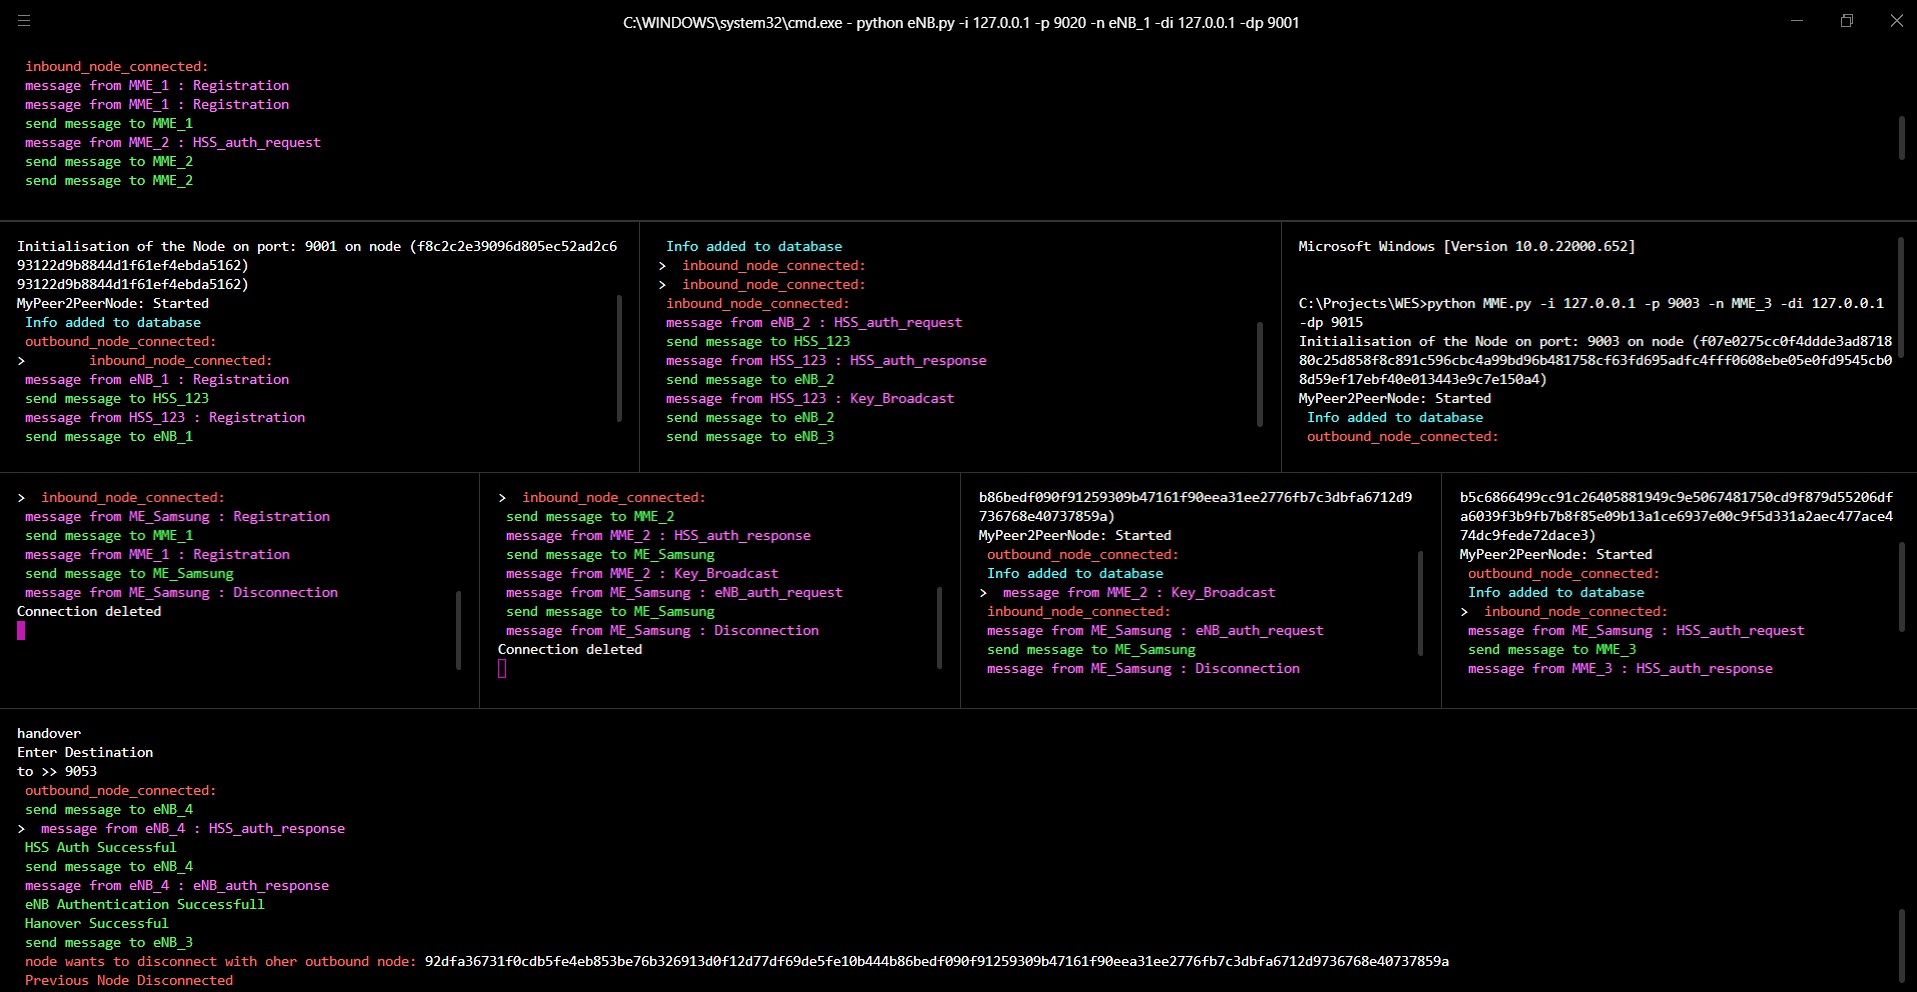 C:\WINDOWS\system32\cmd.exe - python eNB.py -i 127.0.0.1 -p 9020 -n eNB_1 -di 127.0.0.1 -dp 9001
inbound_node_connected:
message from MME_1 : Registration
message from MME_1 : Registration
send message to MME_1
message from MME_2 : HSS_auth_request
send message to MME_2
send message to MME_2
Initialisation of the Node on port: 9001 on node (f8c2c2e39096d805ec52ad2c6
93122d9b8844d1f61ef4ebda5162)
93122d9b8844d1f61ef4ebda5162)
MyPeer2PeerNode: Started
Info added to database
outbound_node_connected:
> inbound_node_connected:
message from eNB_1 : Registration
send message to HSS_123
message from HSS_123 : Registration
send message to eNB_1
Info added to database
> inbound_node_connected:
> inbound_node_connected:
inbound_node_connected:
message from eNB_2 : HSS_auth_request
send message to HSS_123
message from HSS_123 : HSS_auth_response
send message to eNB_2
message from HSS_123 : Key_Broadcast
send message to eNB_2
send message to eNB_3
Microsoft Windows [Version 10.0.22000.652]
C:\Projects\WES>python MME.py -i 127.0.0.1 -p 9003 -n MME_3 -di 127.0.0.1
-dp 9015
Initialisation of the Node on port: 9003 on node (f07e0275cc0f4ddde3ad8718
80c25d858f8c891c596cbc4a99bd96b481758cf63fd695adfc4fff0608ebe05e0fd9545cb0
8d59ef17ebf40e013443e9c7e150a4)
MyPeer2PeerNode: Started
Info added to database
outbound_node_connected:
> inbound_node_connected:
message from ME_Samsung : Registration
send message to MME_1
message from MME_1 : Registration
send message to ME_Samsung
message from ME_Samsung : Disconnection
Connection deleted
> inbound_node_connected:
send message to MME_2
message from MME_2 : HSS_auth_response
send message to ME_Samsung
message from MME_2 : Key_Broadcast
message from ME_Samsung : eNB_auth_request
send message to ME_Samsung
message from ME_Samsung : Disconnection
Connection deleted
b86bedf090f91259309b47161f90eea31ee2776fb7c3dbfa6712d9
736768e40737859a)
MyPeer2PeerNode: Started
outbound_node_connected:
Info added to database
> message from MME_2 : Key_Broadcast
inbound_node_connected:
message from ME_Samsung : eNB_auth_request
send message to ME_Samsung
message from ME_Samsung : Disconnection
b5c6866499cc91c26405881949c9e5067481750cd9f879d55206df
a6039f3b9fb7b8f85e09b13a1ce6937e00c9f5d331a2aec477ace4
74dc9fede72dace3)
MyPeer2PeerNode: Started
outbound_node_connected:
Info added to database
> inbound_node_connected:
message from ME_Samsung : HSS_auth_request
send message to MME_3
message from MME_3 : HSS_auth_response
handover
Enter Destination
to >> 9053
outbound_node_connected:
send message to eNB_4
> message from eNB_4 : HSS_auth_response
HSS Auth Successful
send message to eNB_4
message from eNB_4 : eNB_auth_response
eNB Authentication Successfull
Hanover Successful
send message to eNB_3
node wants to disconnect with oher outbound node: 92dfa36731f0cdb5fe4eb853be76b326913d0f12d77df69de5fe10b444b86bedf090f91259309b47161f90eea31ee2776fb7c3dbfa6712d9736768e40737859a
Previous Node Disconnected